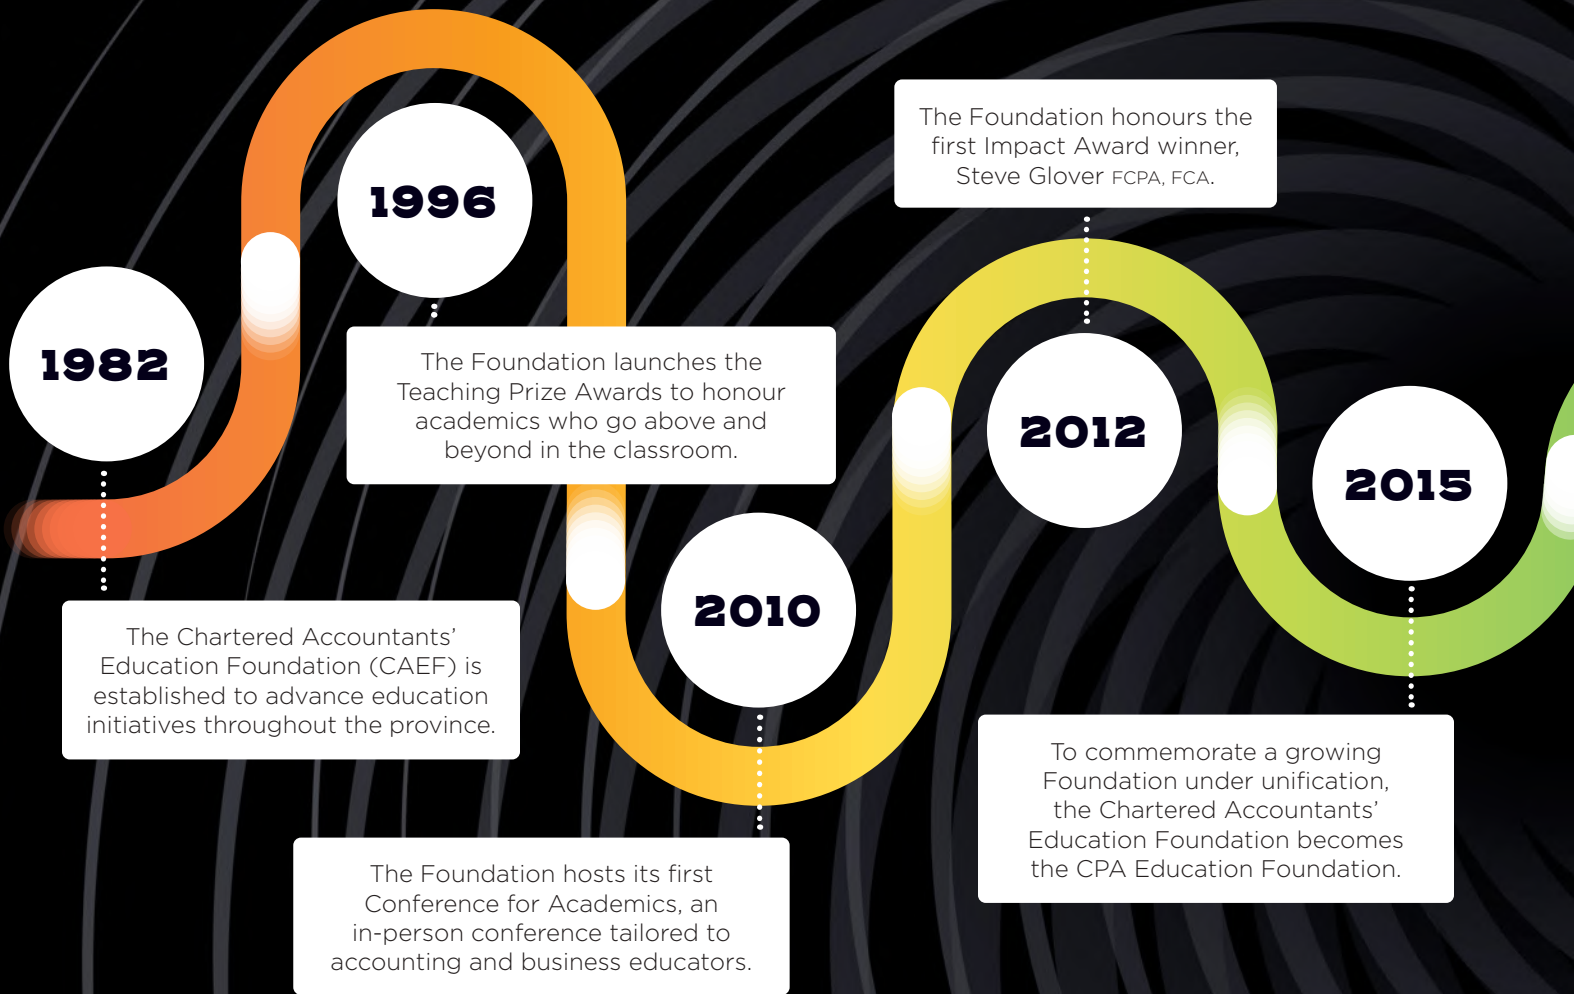 1982
The Chartered Accountants’
Education Foundation (CAEF) is
established to advance education
initiatives throughout the province.
1996
The Foundation launches the
Teaching Prize Awards to honour
academics who go above and
beyond in the classroom.
2010
The Foundation hosts its first
Conference for Academics, an
in-person conference tailored to
accounting and business educators.
The Foundation honours the
first Impact Award winner,
Steve Glover FCPA, FCA.
2012
2015
To commemorate a growing
Foundation under unification,
the Chartered Accountants’
Education Foundation becomes
the CPA Education Foundation.